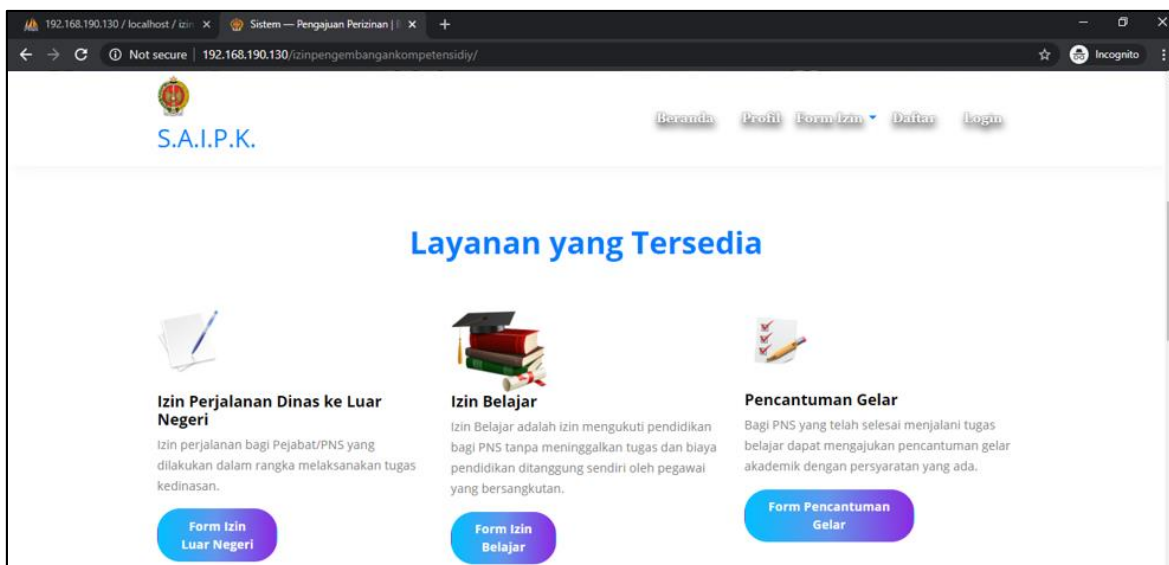 192.168.190.130 / localhost / izin
Sistem — Pengajuan Perizinan |
Not secure | 192.168.190.130/izinpengembangankompetensidiy/
Incognito
S.A.I.P.K.
Beranda Profil Form Izin Daftar Login
Layanan yang Tersedia
Izin Perjalanan Dinas ke Luar
Negeri
Izin perjalanan bagi Pejabat/PNS yang
dilakukan dalam rangka melaksanakan tugas
kedinasan.
Form Izin
Luar Negeri
Izin Belajar
Izin Belajar adalah izin mengukuti pendidikan
bagi PNS tanpa meninggalkan tugas dan biaya
pendidikan ditanggung sendiri oleh pegawai
yang bersangkutan.
Form Izin
Belajar
Pencantuman Gelar
Bagi PNS yang telah selesai menjalani tugas
belajar dapat mengajukan pencantuman gelar
akademik dengan persyaratan yang ada.
Form Pencantuman
Gelar